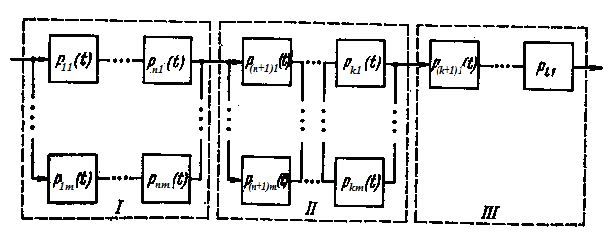 p11(t)
pn1(t)
p(n+1)1(t)
pk1(t)
p(k+1)1(t)
pL1
p1m(t)
pnm(t)
p(n+1)m(t)
pkm(t)
I
II
III